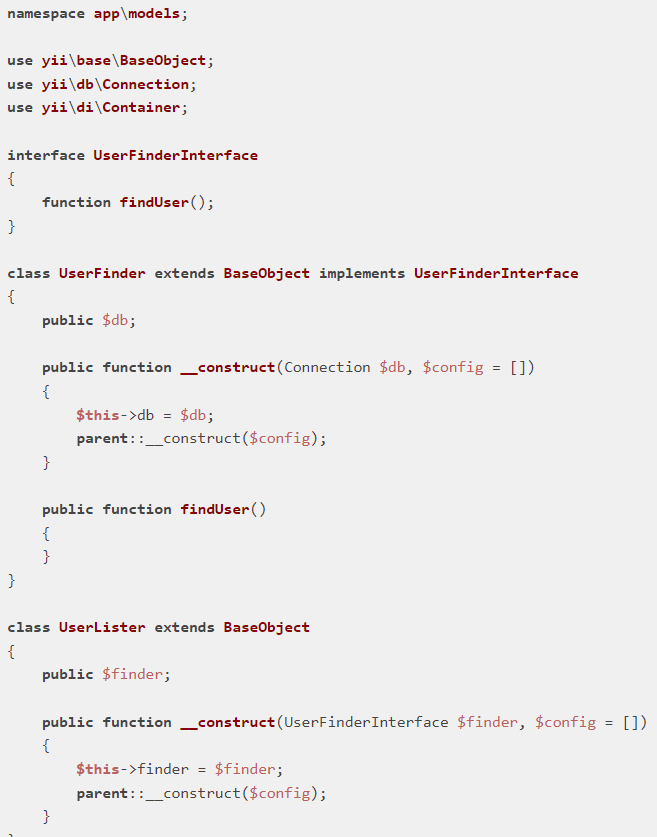 namespace app\models;
use yii\base\BaseObject;
use yii\db\Connection;
use yii\di\Container;
interface UserFinderInterface
{
    function findUser();
}
class UserFinder extends BaseObject implements UserFinderInterface
{
    public $db;
    public function __construct(Connection $db, $config = [])
    {
        $this->db = $db;
        parent::__construct($config);
    }
    public function findUser()
    {
    }
}
class UserLister extends BaseObject
{
    public $finder;
    public function __construct(UserFinderInterface $finder, $config = [])
    {
        $this->finder = $finder;
        parent::__construct($config);
    }